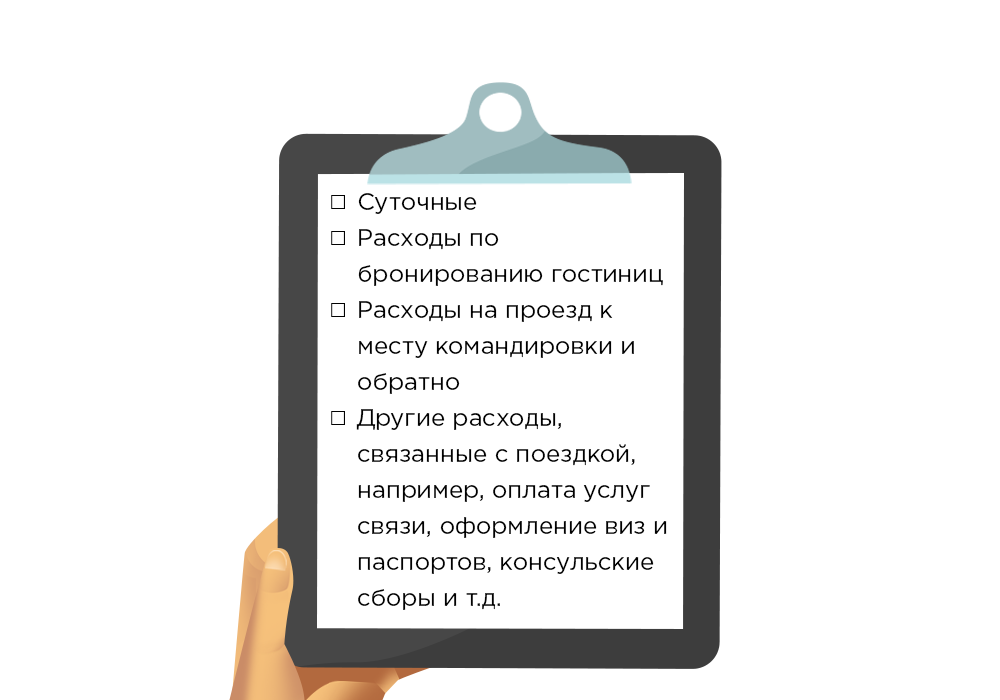 □ Суточные
□ Расходы по
бронированию гостиниц
□ Расходы на проезд к
месту командировки и
обратно
□ Другие расходы,
связанные с поездкой,
например, оплата услуг
связи, оформление виз и
паспортов, консульские
сборы и т.д.